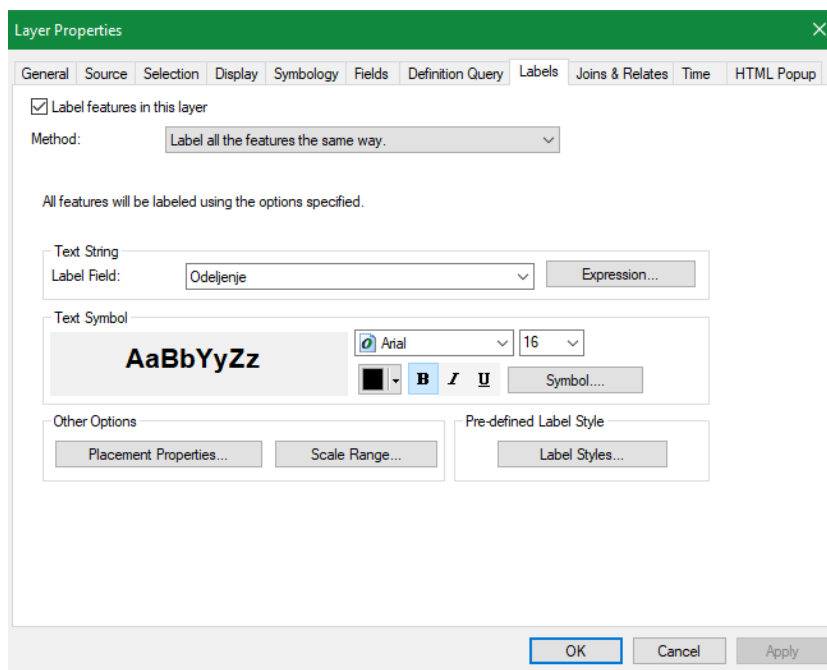 Layer Properties
General Source Selection Display Symbology Fields Definition Query Labels Joins & Relates Time HTML Popup
Label features in this layer
Method: Label all the features the same way.
All features will be labeled using the options specified.
Text String
Label Field: Odeljenje Expression...
Text Symbol
AaBbYyZz
Arial 16
B I U Symbol....
Other Options
Placement Properties... Scale Range...
Pre-defined Label Style
Label Styles...
OK Cancel Apply